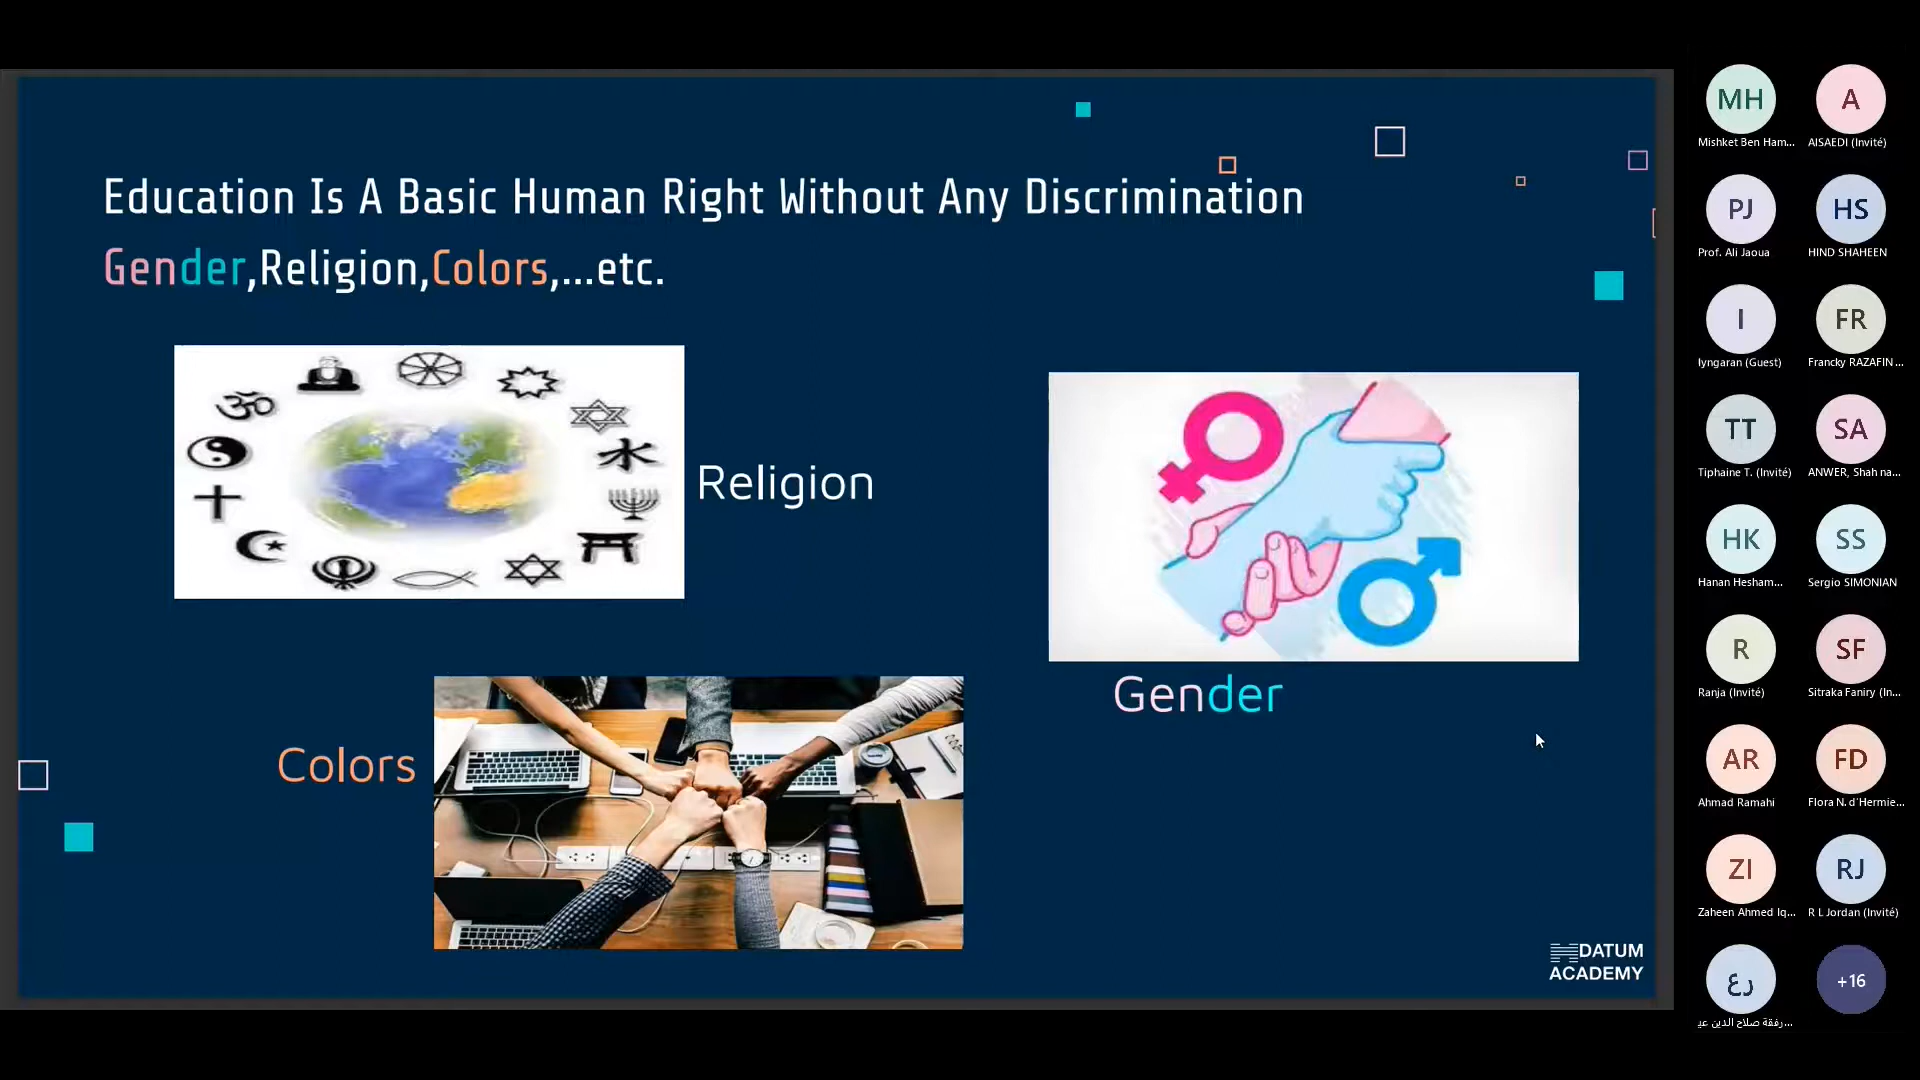 Education Is A Basic Human Right Without Any Discrimination
Gender,Religion,Colors,...etc.
Religion
Gender
Colors
DATUM
ACADEMY
MH
Mishket Ben Ham...
A
AISAEDI (Invité)
PJ
Prof. Ali Jaoua
HS
HIND SHAHEEN
I
Iyngaran (Guest)
FR
Francky RAZAFIN...
TT
Tiphaine T. (Invité)
SA
ANWER, Shah na...
HK
Hanan Hesham...
SS
Sergio SIMONIAN
R
Ranja (Invité)
SF
Sitraka Faniry (In...
AR
Ahmad Ramahi
FD
Flora N. d'Hermie...
ZI
Zaheen Ahmed Iq...
RJ
R L Jordan (Invité)
رع
رفقة صلاح الدين عي...
+16